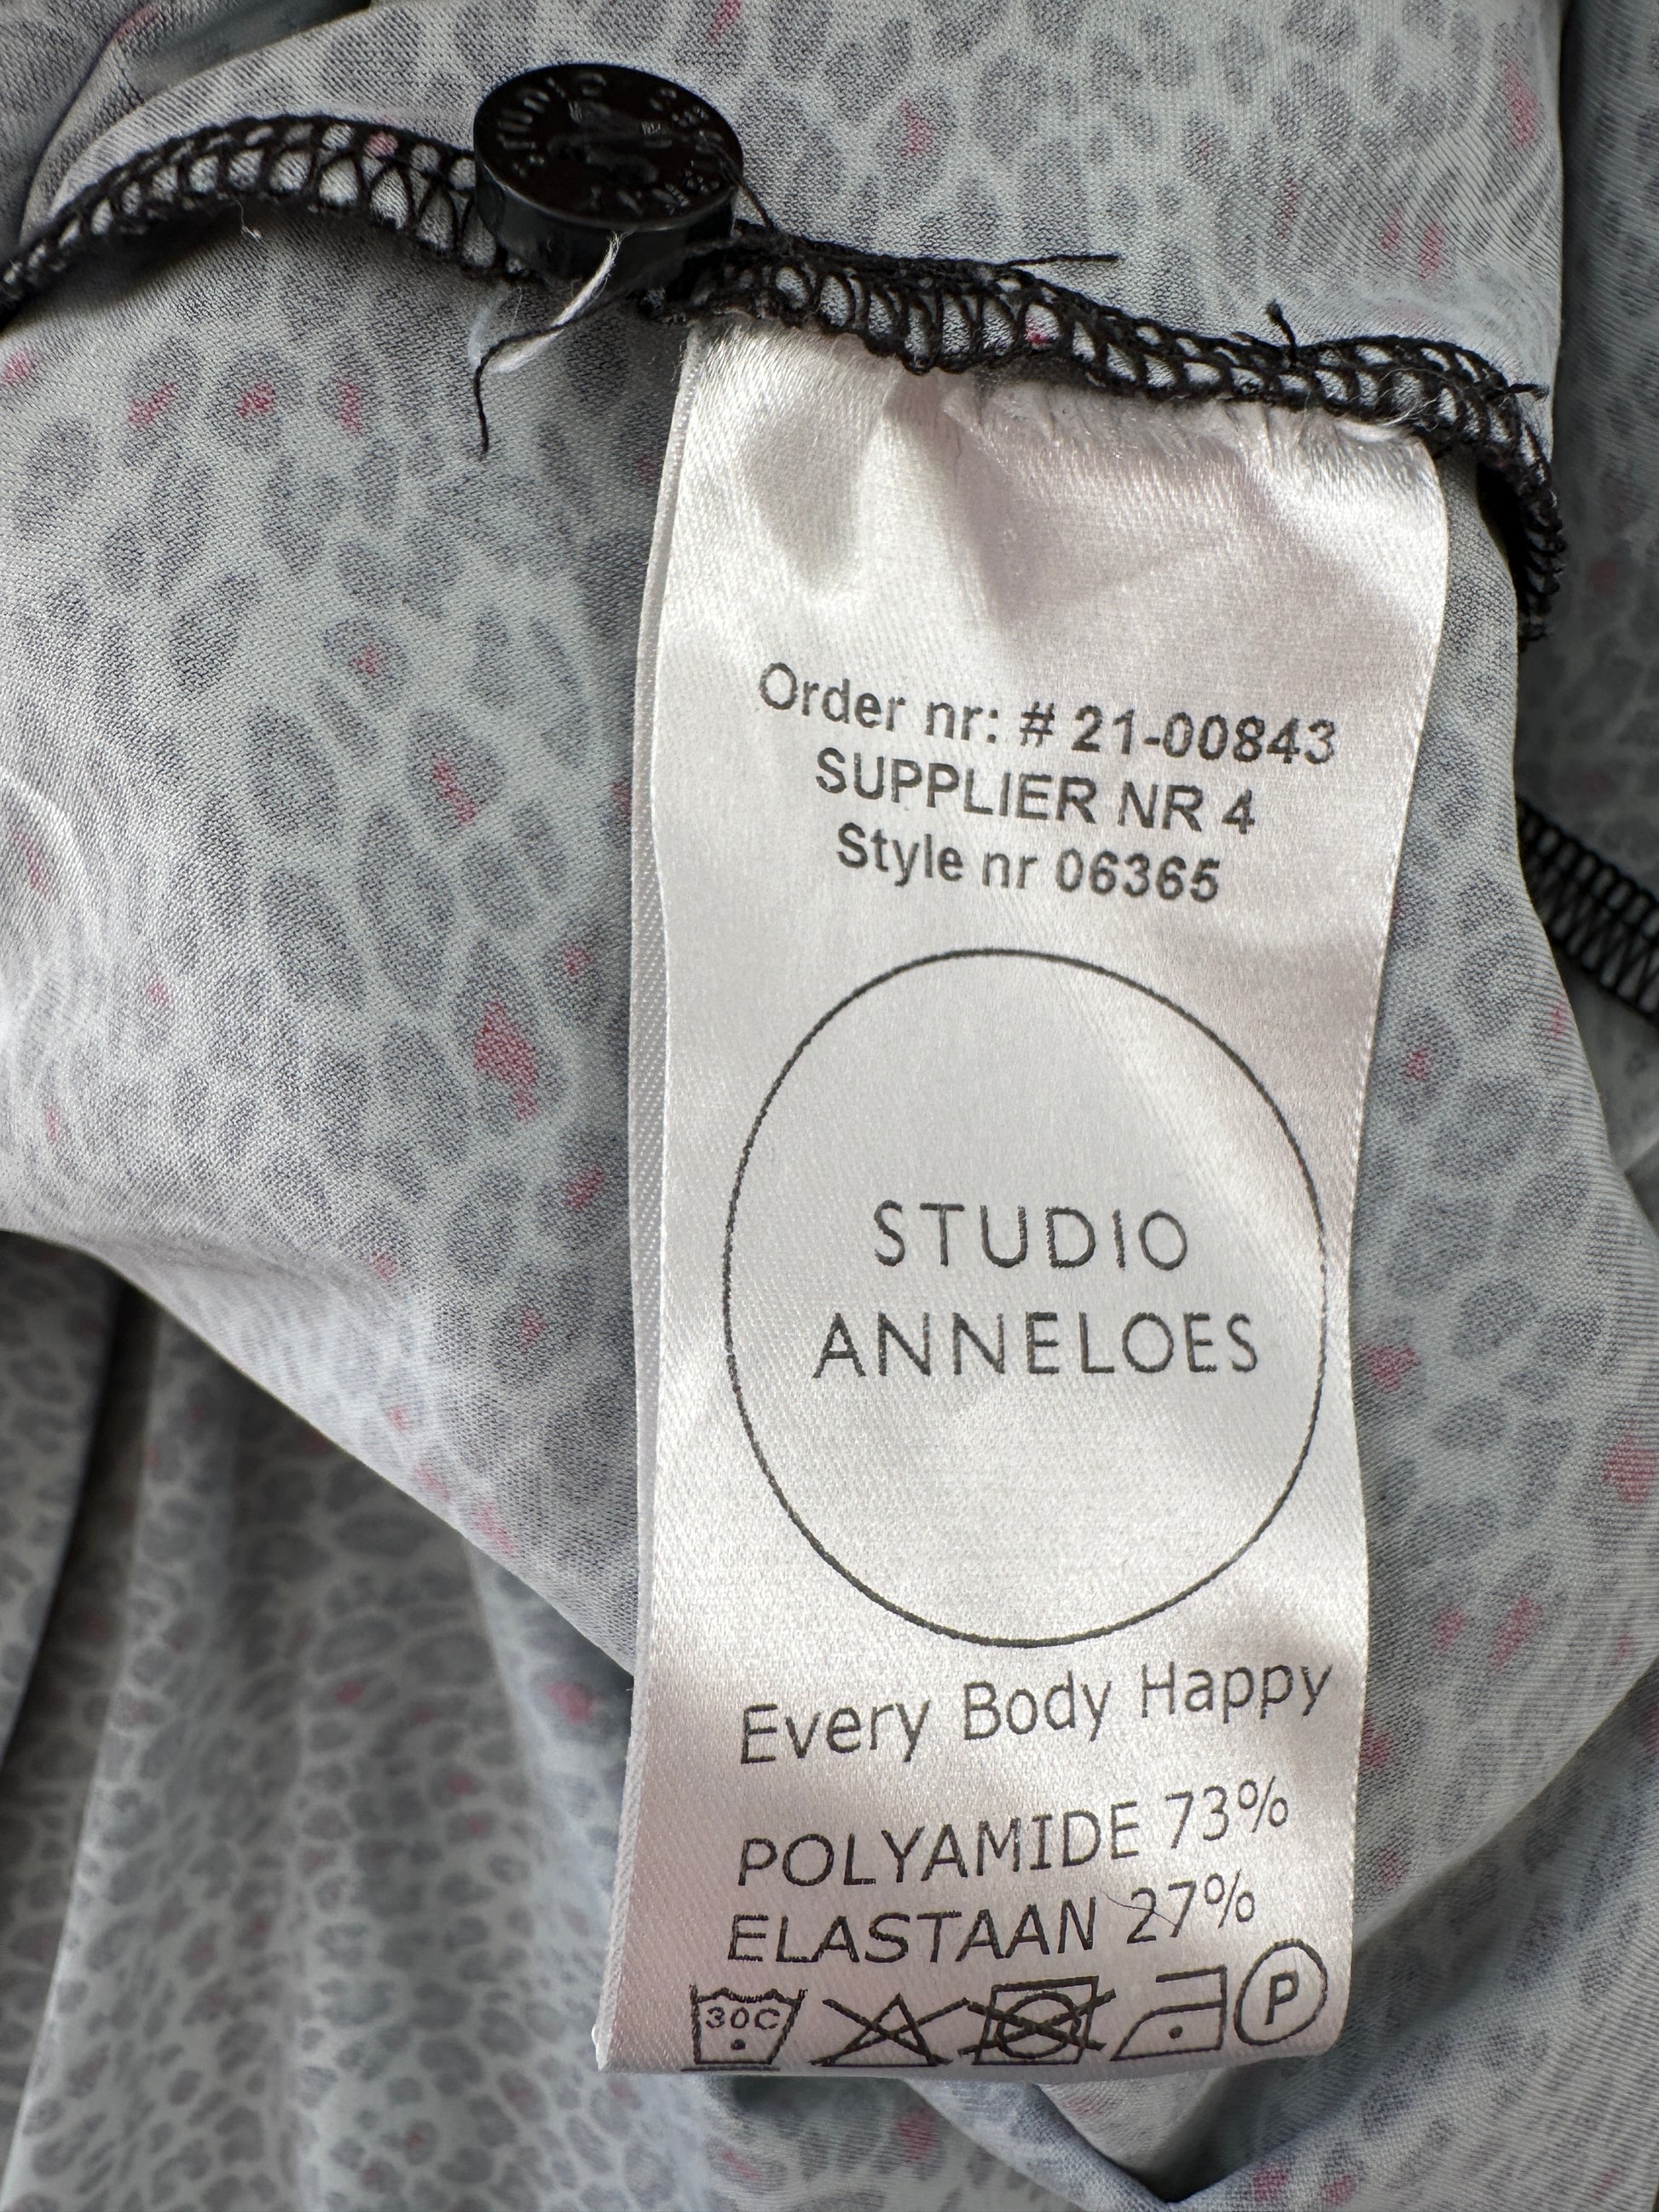 STUDIO
Order nr: # 21-00843
SUPPLIER NR 4
Style nr 06365
STUDIO
ANNELOES
Every Body Happy
POLYAMIDE 73%
ELASTAAN 27%
30C
P